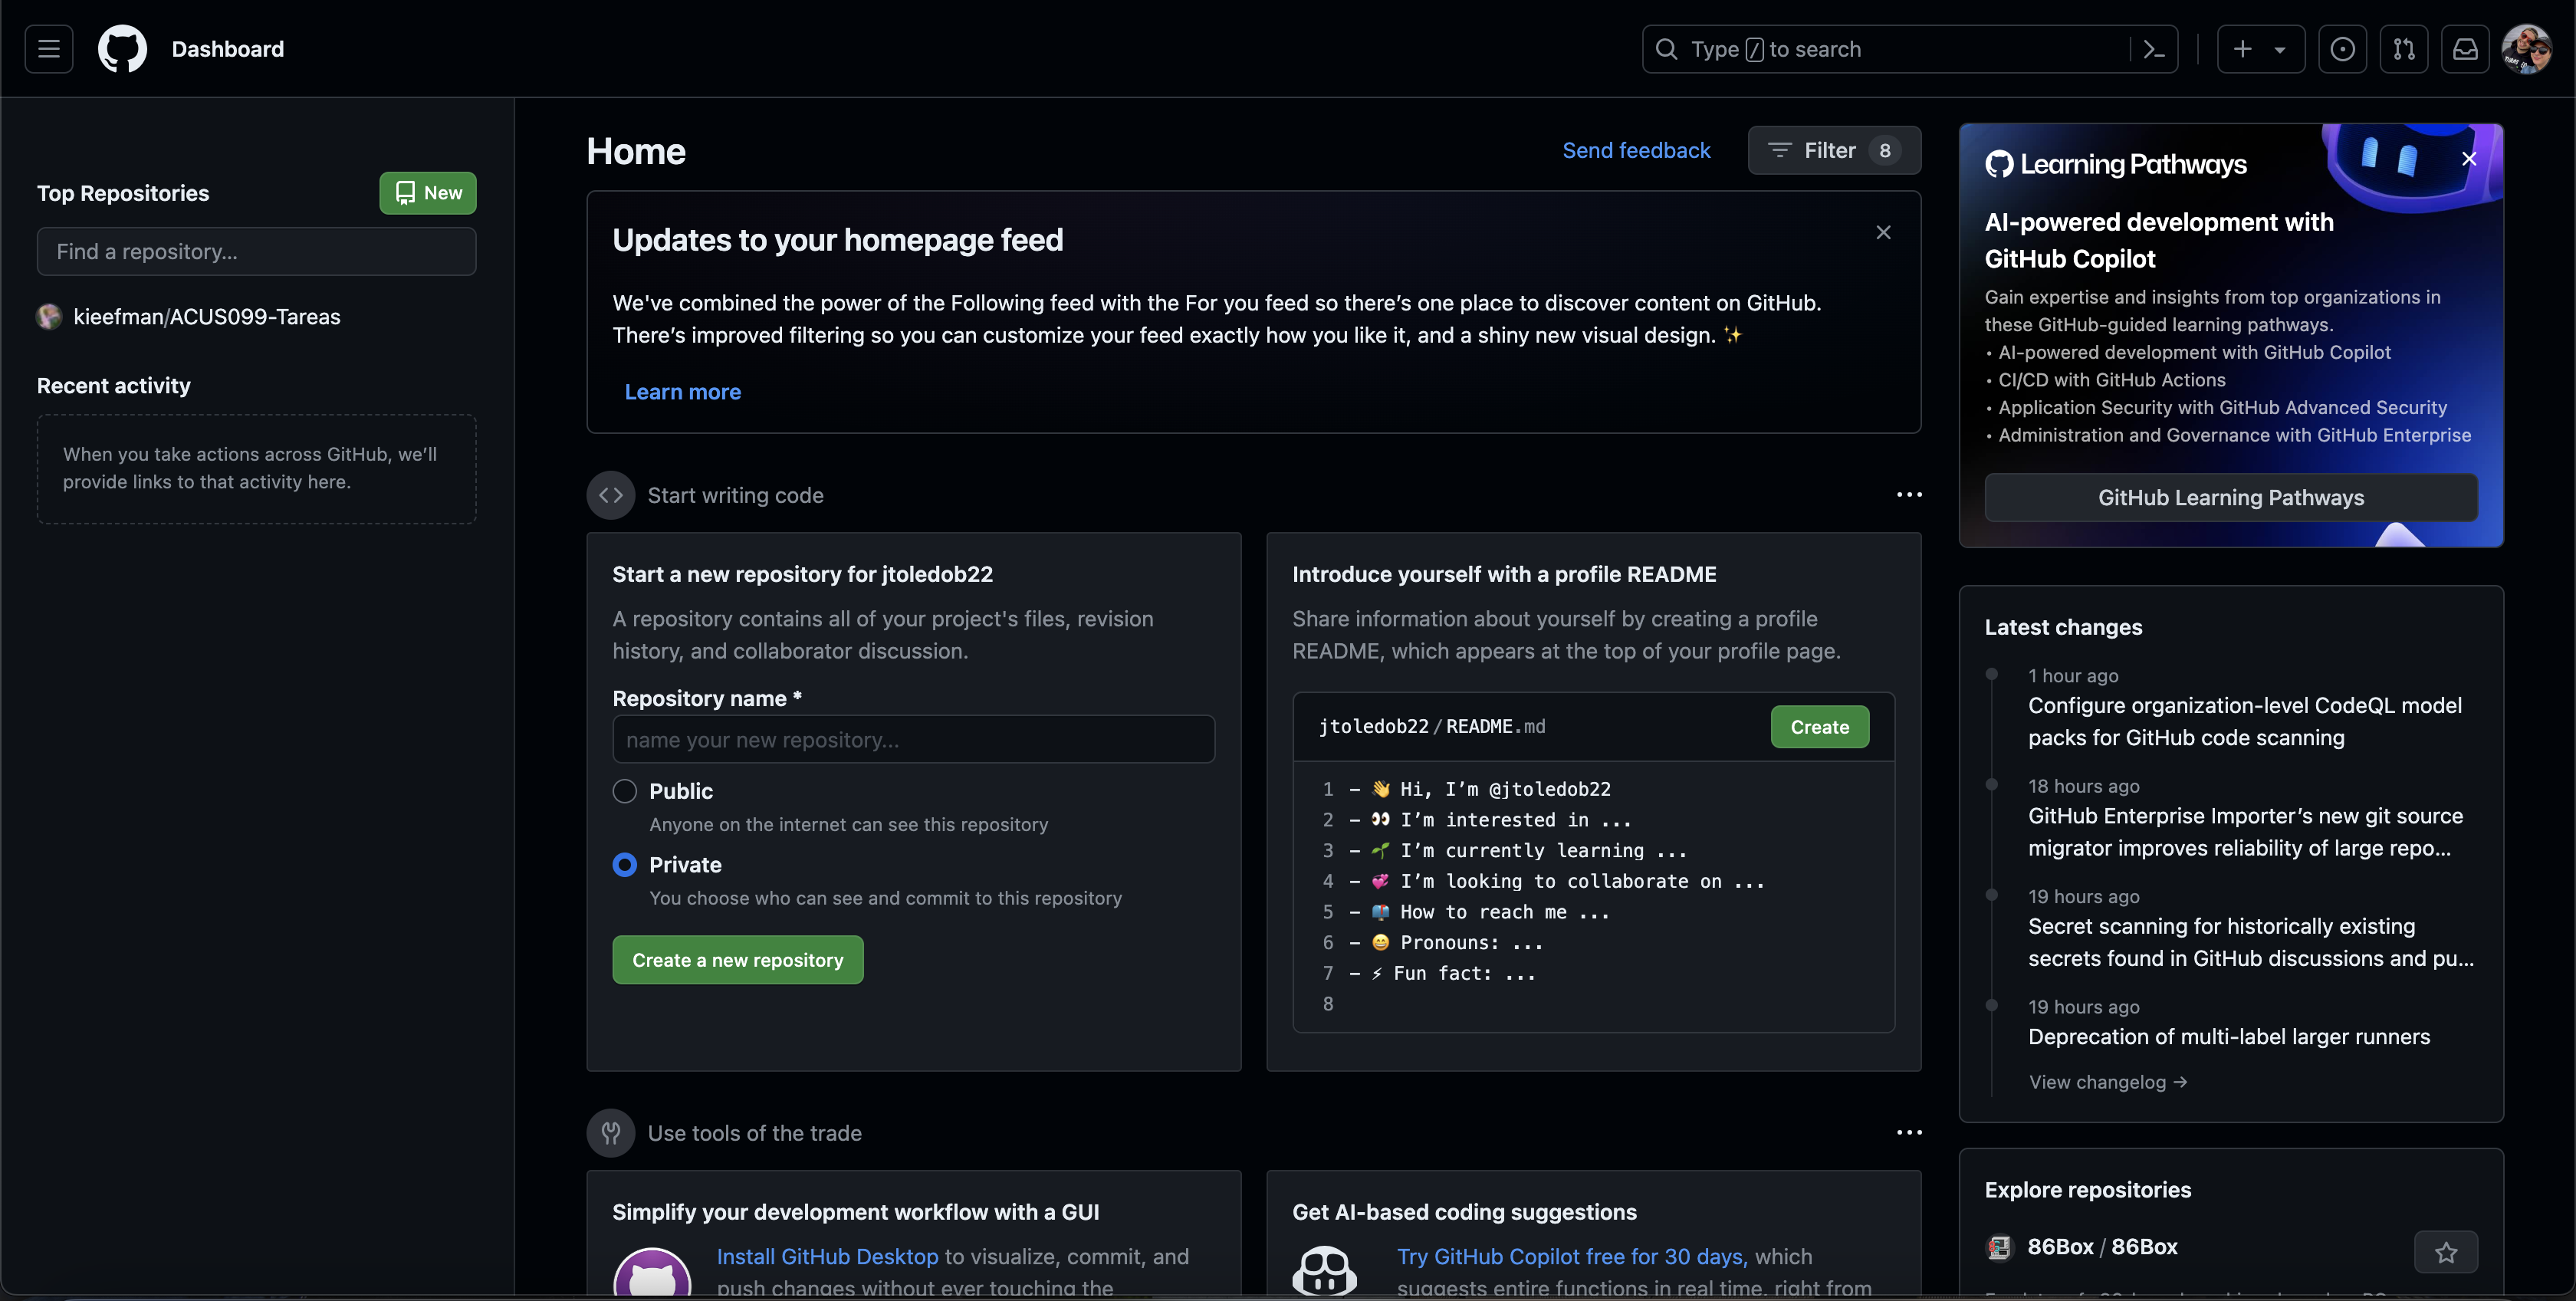 Dashboard
Type / to search
Top Repositories
New
Find a repository...
kieefman/ACUS099-Tareas
Recent activity
When you take actions across GitHub, we’ll
provide links to that activity here.
Home
Send feedback
Filter 8
Updates to your homepage feed
We've combined the power of the Following feed with the For you feed so there’s one place to discover content on GitHub.
There’s improved filtering so you can customize your feed exactly how you like it, and a shiny new visual design. ✨
Learn more
Start writing code
Start a new repository for jtoledob22
A repository contains all of your project's files, revision
history, and collaborator discussion.
Repository name *
name your new repository...
Public
Anyone on the internet can see this repository
Private
You choose who can see and commit to this repository
Create a new repository
Introduce yourself with a profile README
Share information about yourself by creating a profile
README, which appears at the top of your profile page.
jtoledob22/README.md
Create
1 - 👋 Hi, I’m @jtoledob22
2 - 👀 I’m interested in ...
3 - 🌱 I’m currently learning ...
4 - 💞️ I’m looking to collaborate on ...
5 - 📫 How to reach me ...
6 - 😄 Pronouns: ...
7 - ⚡ Fun fact: ...
8
Use tools of the trade
Simplify your development workflow with a GUI
Install GitHub Desktop to visualize, commit, and
push changes without ever touching the
Get AI-based coding suggestions
Try GitHub Copilot free for 30 days, which
suggests entire functions in real time, right from
Learning Pathways
AI-powered development with
GitHub Copilot
Gain expertise and insights from top organizations in
these GitHub-guided learning pathways.
• AI-powered development with GitHub Copilot
• CI/CD with GitHub Actions
• Application Security with GitHub Advanced Security
• Administration and Governance with GitHub Enterprise
GitHub Learning Pathways
Latest changes
1 hour ago
Configure organization-level CodeQL model
packs for GitHub code scanning
18 hours ago
GitHub Enterprise Importer’s new git source
migrator improves reliability of large repo...
19 hours ago
Secret scanning for historically existing
secrets found in GitHub discussions and pu...
19 hours ago
Deprecation of multi-label larger runners
View changelog →
Explore repositories
86Box / 86Box